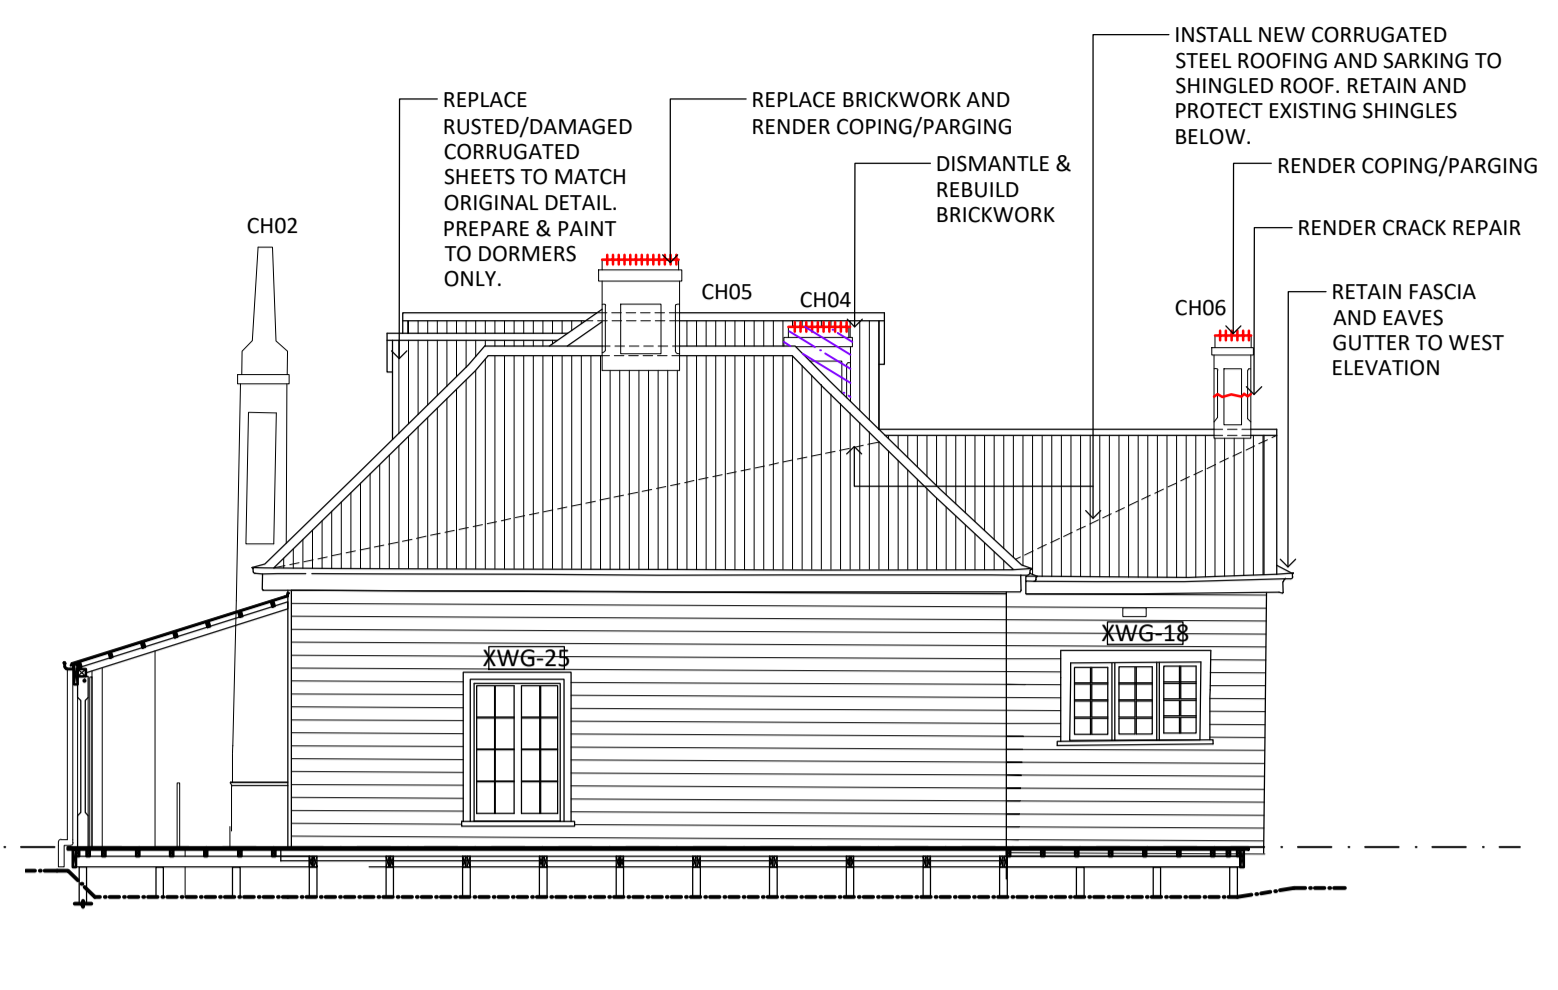 INSTALL NEW CORRUGATED
STEEL ROOFING AND SARKING TO
SHINGLED ROOF. RETAIN AND
PROTECT EXISTING SHINGLES
BELOW.
REPLACE
RUSTED/DAMAGED
CORRUGATED
SHEETS TO MATCH
ORIGINAL DETAIL.
PREPARE & PAINT
TO DORMERS
ONLY.
REPLACE BRICKWORK AND
RENDER COPING/PARGING
DISMANTLE &
REBUILD
BRICKWORK
RENDER COPING/PARGING
RENDER CRACK REPAIR
CH02
CH05
CH04
CH06
RETAIN FASCIA
AND EAVES
GUTTER TO WEST
ELEVATION
XWG-18
XWG-25